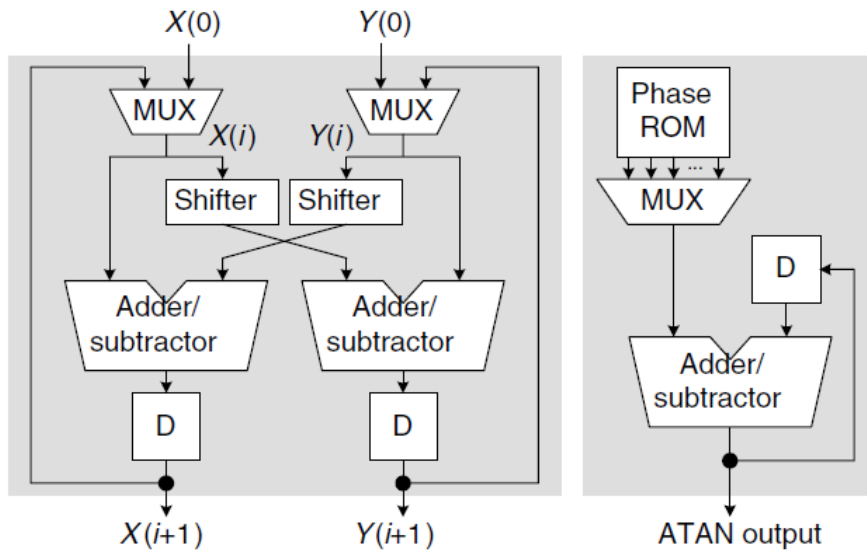 X(0)
Y(0)
MUX
MUX
X(i)
Y(i)
Shifter
Shifter
Adder/
subtractor
Adder/
subtractor
D
D
X(i+1)
Y(i+1)
Phase
ROM
...
MUX
D
Adder/
subtractor
ATAN output